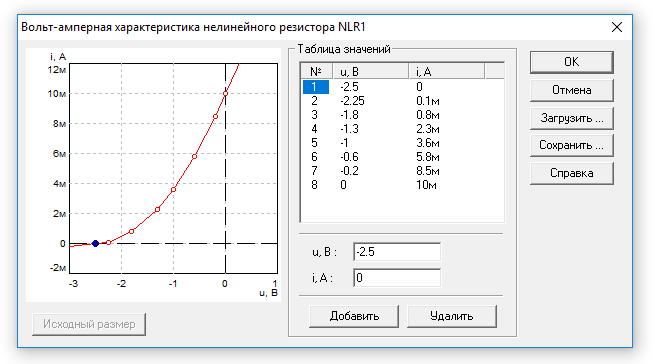 Вольт-амперная характеристика нелинейного резистора NLR1
i, А
12м
10м
8м
6м
4м
2м
0
-2м
-3 -2 -1 0 1
u, В
Исходный размер
Таблица значений
№ u, В i, А
1 -2.5 0
2 -2.25 0.1м
3 -1.8 0.8м
4 -1.3 2.3м
5 -1 3.6м
6 -0.6 5.8м
7 -0.2 8.5м
8 0 10м
u, В : -2.5
i, А : 0
Добавить Удалить
OK
Отмена
Загрузить ...
Сохранить ...
Справка